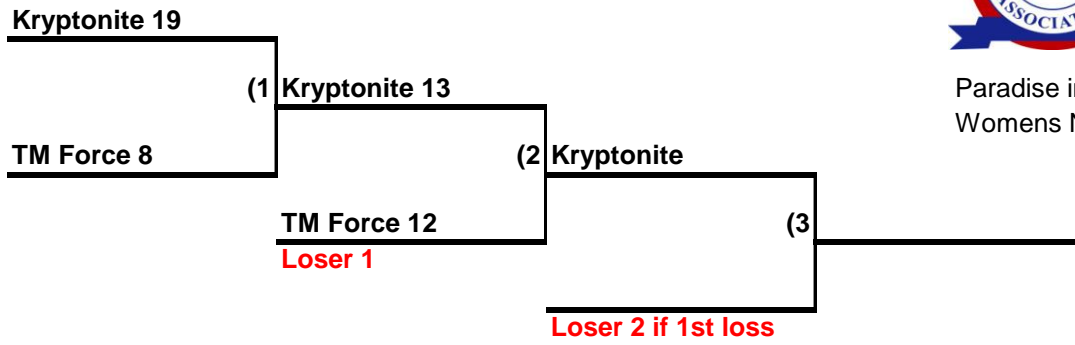 Kryptonite 19
(1 Kryptonite 13
Paradise
Womens
TM Force 8
(2 Kryptonite
TM Force 12
(3
Loser 1
Loser 2 if 1st loss